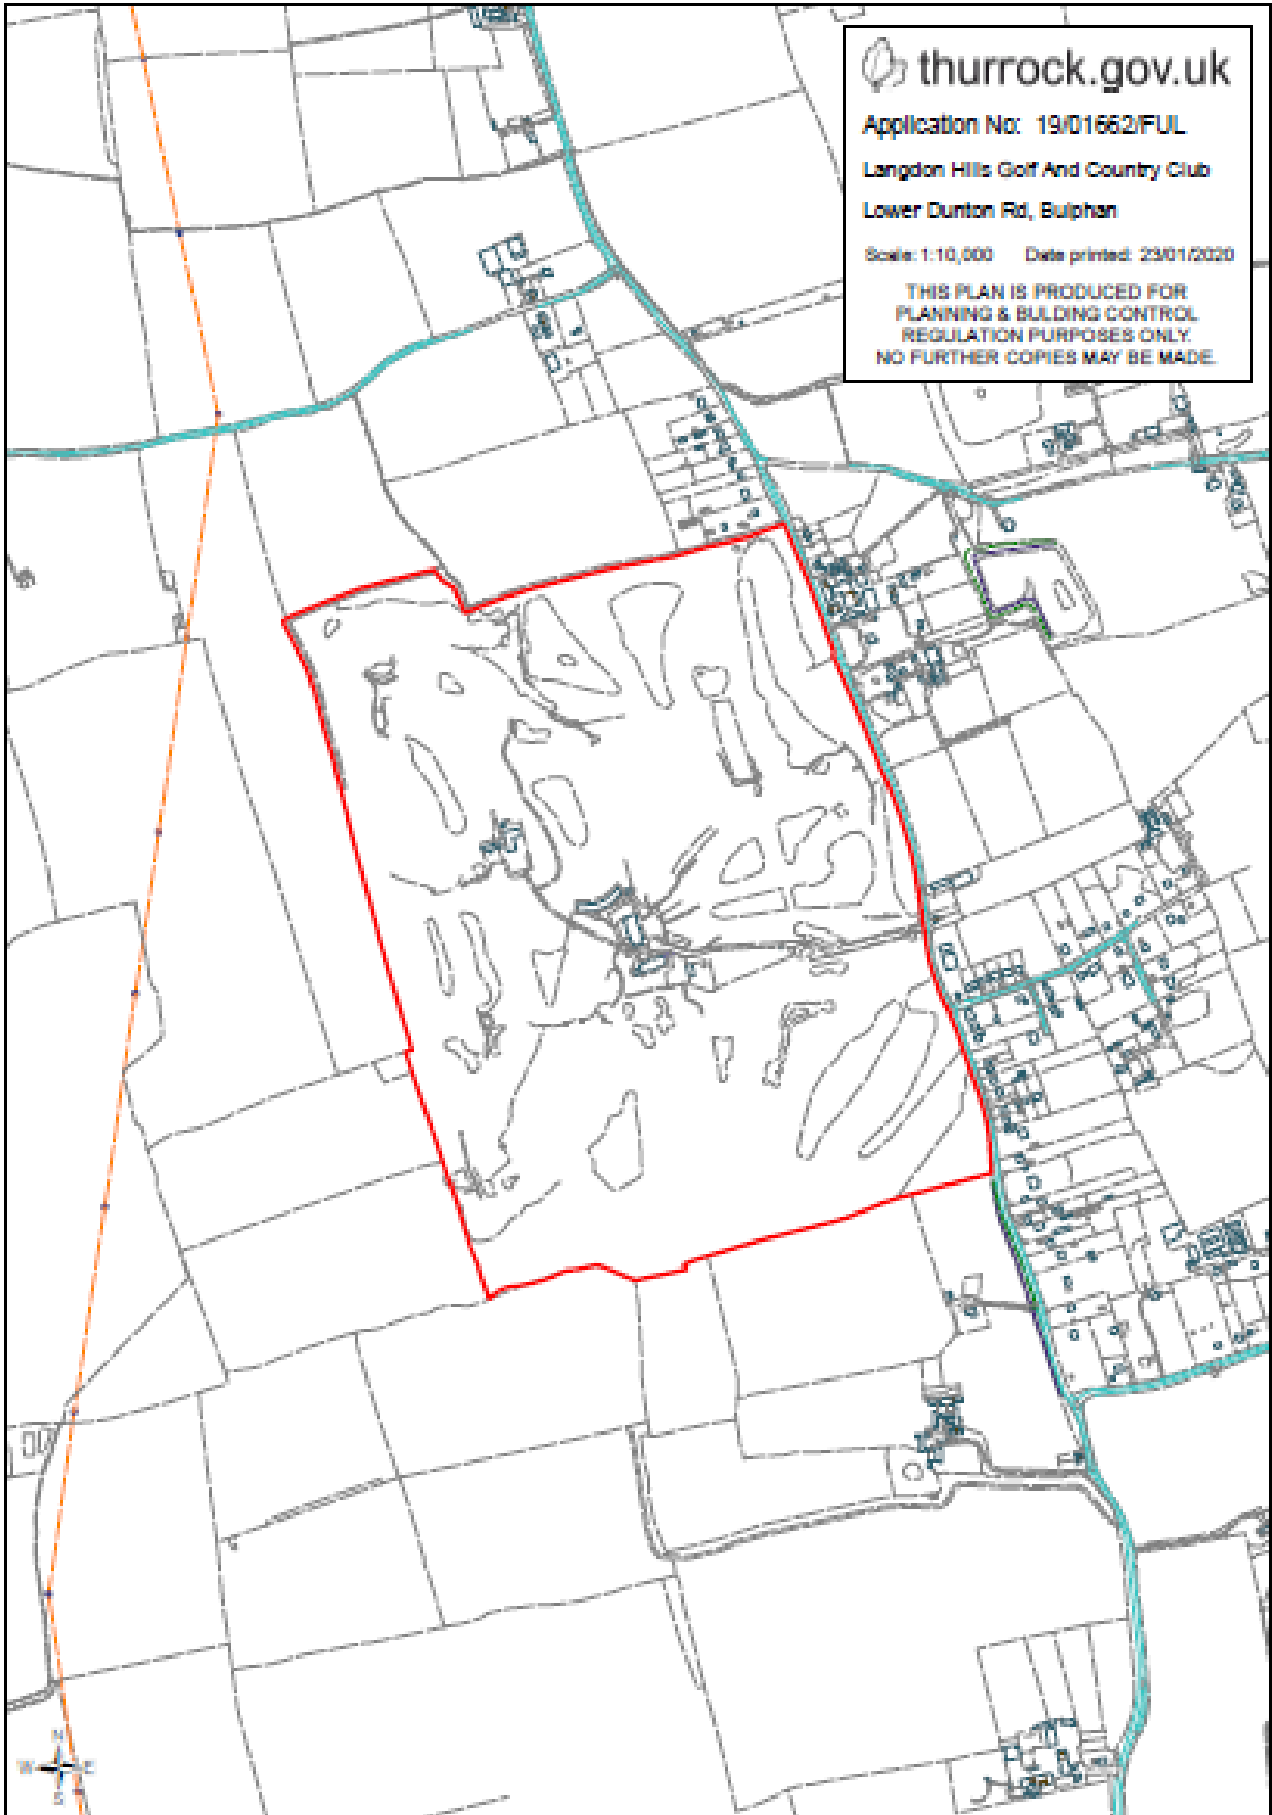 thurrock.gov.uk
Application No: 19/01662/FUL
Langdon Hills Golf And Country Club
Lower Dunton Rd, Bulphan
Scale: 1:10,000 Date printed: 23/01/2020
THIS PLAN IS PRODUCED FOR
PLANNING & BULDING CONTROL
REGULATION PURPOSES ONLY.
NO FURTHER COPIES MAY BE MADE.
N
W E
S